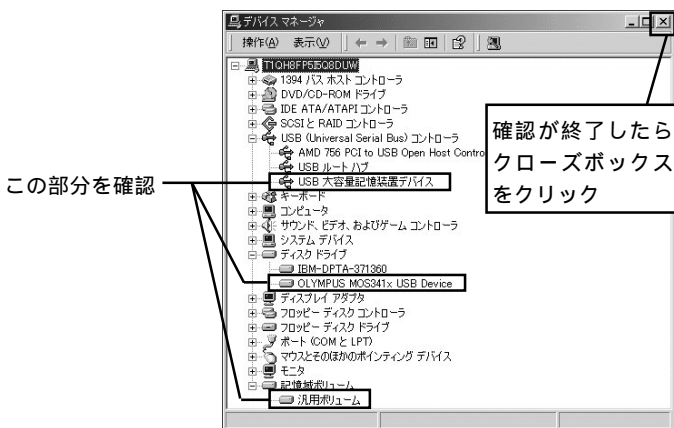 デバイス マネージャ
操作(A) 表示(V)
T1QH8FP5I5Q8DUW
1394 バス ホスト コントローラ
DVD/CD-ROM ドライブ
IDE ATA/ATAPI コントローラ
SCSI と RAID コントローラ
USB (Universal Serial Bus) コントローラ
AMD 756 PCI to USB Open Host Contro
USB ルート ハブ
USB 大容量記憶装置デバイス
キーボード
コンピュータ
サウンド、ビデオ、およびゲーム コントローラ
システム デバイス
ディスク ドライブ
IBM-DPTA-371360
OLYMPUS MOS341x USB Device
ディスプレイ アダプタ
フロッピー ディスク コントローラ
フロッピー ディスク ドライブ
ポート (COM と LPT)
マウスとそのほかのポインティング デバイス
モニタ
記憶域ボリューム
汎用ボリューム
この部分を確認
確認が終了したら
クローズボックス
をクリック